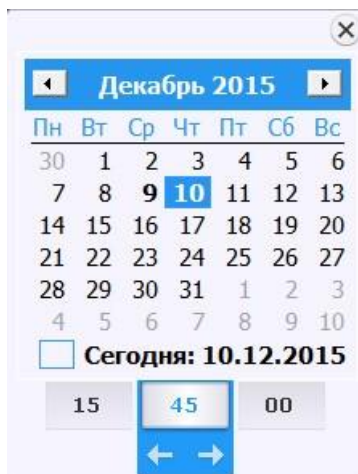 Декабрь 2015
Пн Вт Ср Чт Пт Сб Вс
30 1 2 3 4 5 6
7 8 9 10 11 12 13
14 15 16 17 18 19 20
21 22 23 24 25 26 27
28 29 30 31 1 2 3
4 5 6 7 8 9 10
Сегодня: 10.12.2015
15 45 00